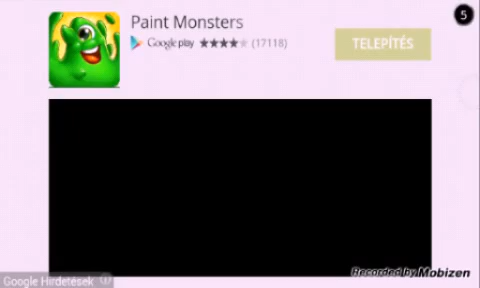 Paint Monsters
5
Google play (17118)
TELEPÍTÉS
Recorded by Mobizen
Google Hirdetések